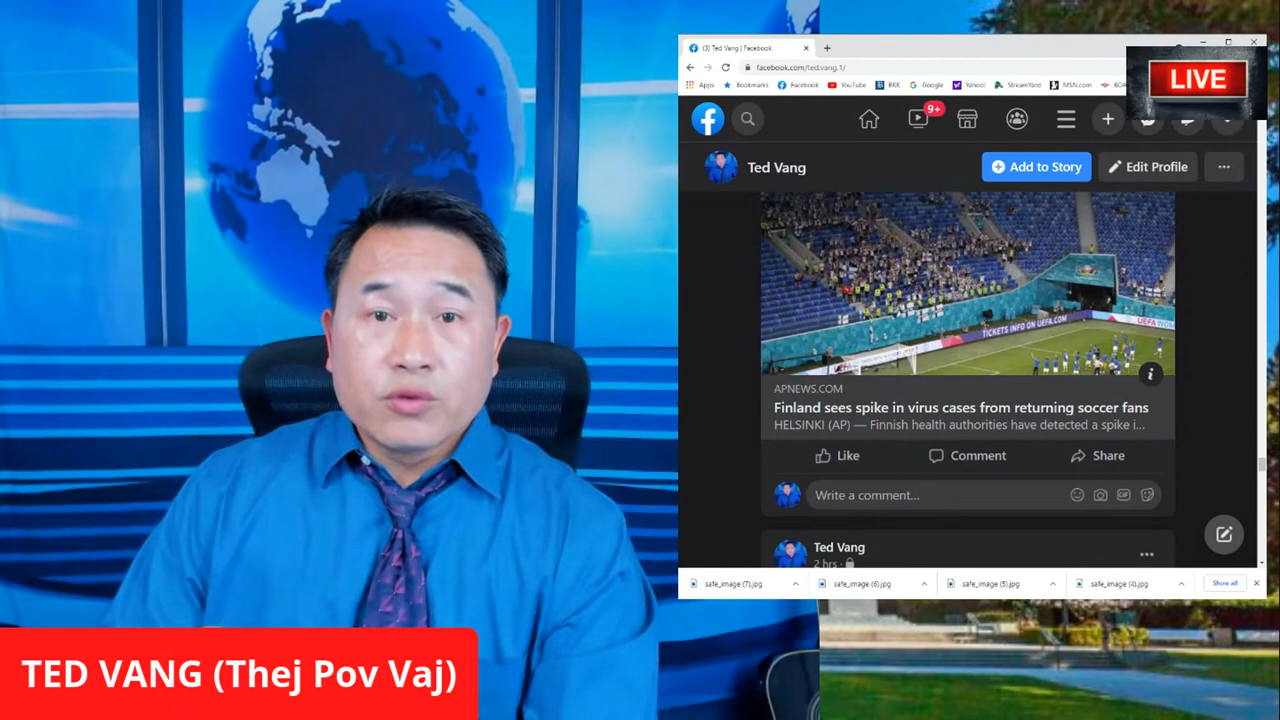 (3) Ted Vang | Facebook
LIVE
facebook.com/ted.vang.1/
Apps
Bookmarks
Facebook
YouTube
BKK
Google
Yahoo!
StreamYard
MSN.com
9+
Ted Vang
Add to Story
Edit Profile
TICKETS INFO ON UEFA.COM
APNEWS.COM
Finland sees spike in virus cases from returning soccer fans
HELSINKI (AP) — Finnish health authorities have detected a spike i...
Like
Comment
Share
Write a comment...
GIF
Ted Vang
2 hrs ·
safe_image (7).jpg
safe_image (6).jpg
safe_image (5).jpg
safe_image (4).jpg
Show all
TED VANG (Thej Pov Vaj)